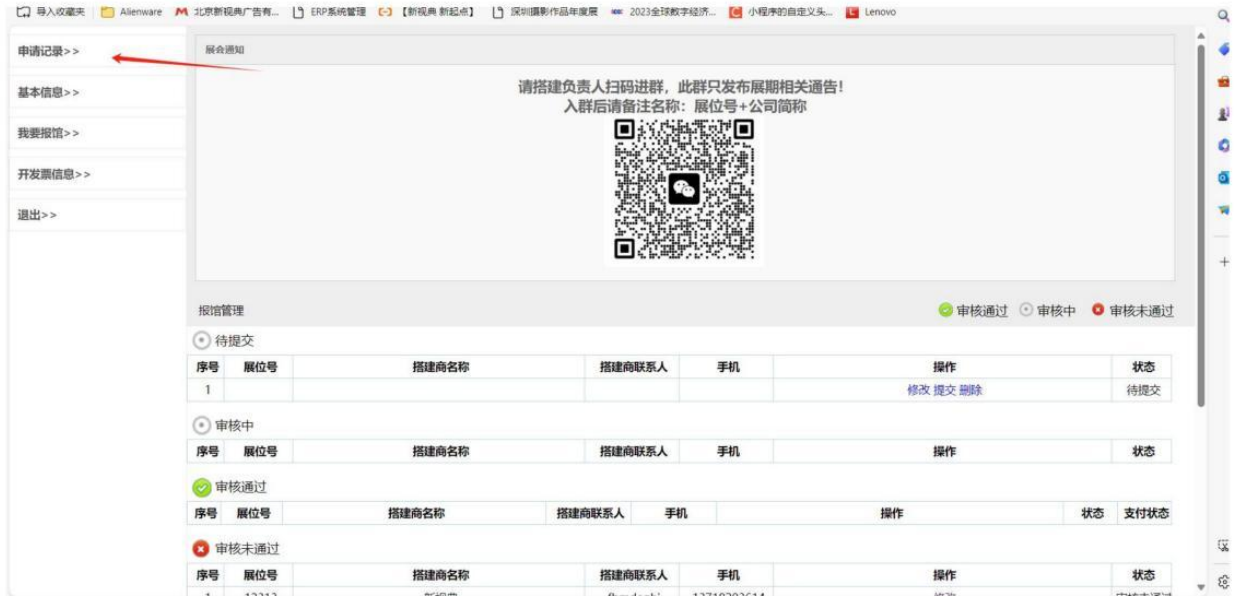 导入收藏夹 Alienware 北京新视典广告有... ERP系统管理 【新视典 新起点】 深圳摄影作品年度展 2023全球数字经济... 小程序的自定义头... Lenovo
申请记录>>
基本信息>>
我要报馆>>
开发票信息>>
退出>>
展会通知
请搭建负责人扫码进群，此群只发布展期相关通告！
入群后请备注名称：展位号+公司简称
报馆管理 审核通过 审核中 审核未通过
待提交
序号 展位号 搭建商名称 搭建商联系人 手机 操作 状态
1 修改 提交 删除 待提交
审核中
序号 展位号 搭建商名称 搭建商联系人 手机 操作 状态
审核通过
序号 展位号 搭建商名称 搭建商联系人 手机 操作 状态 支付状态
审核未通过
序号 展位号 搭建商名称 搭建商联系人 手机 操作 状态